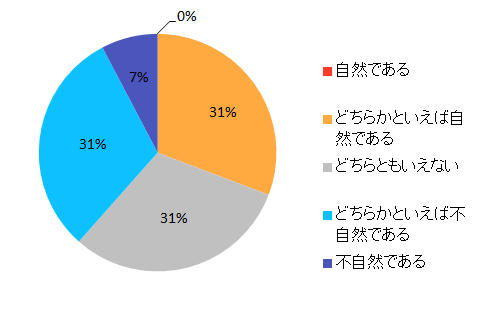 0%
7%
31%
31%
31%
自然である
どちらかといえば自
然である
どちらともいえない
どちらかといえば不
自然である
不自然である